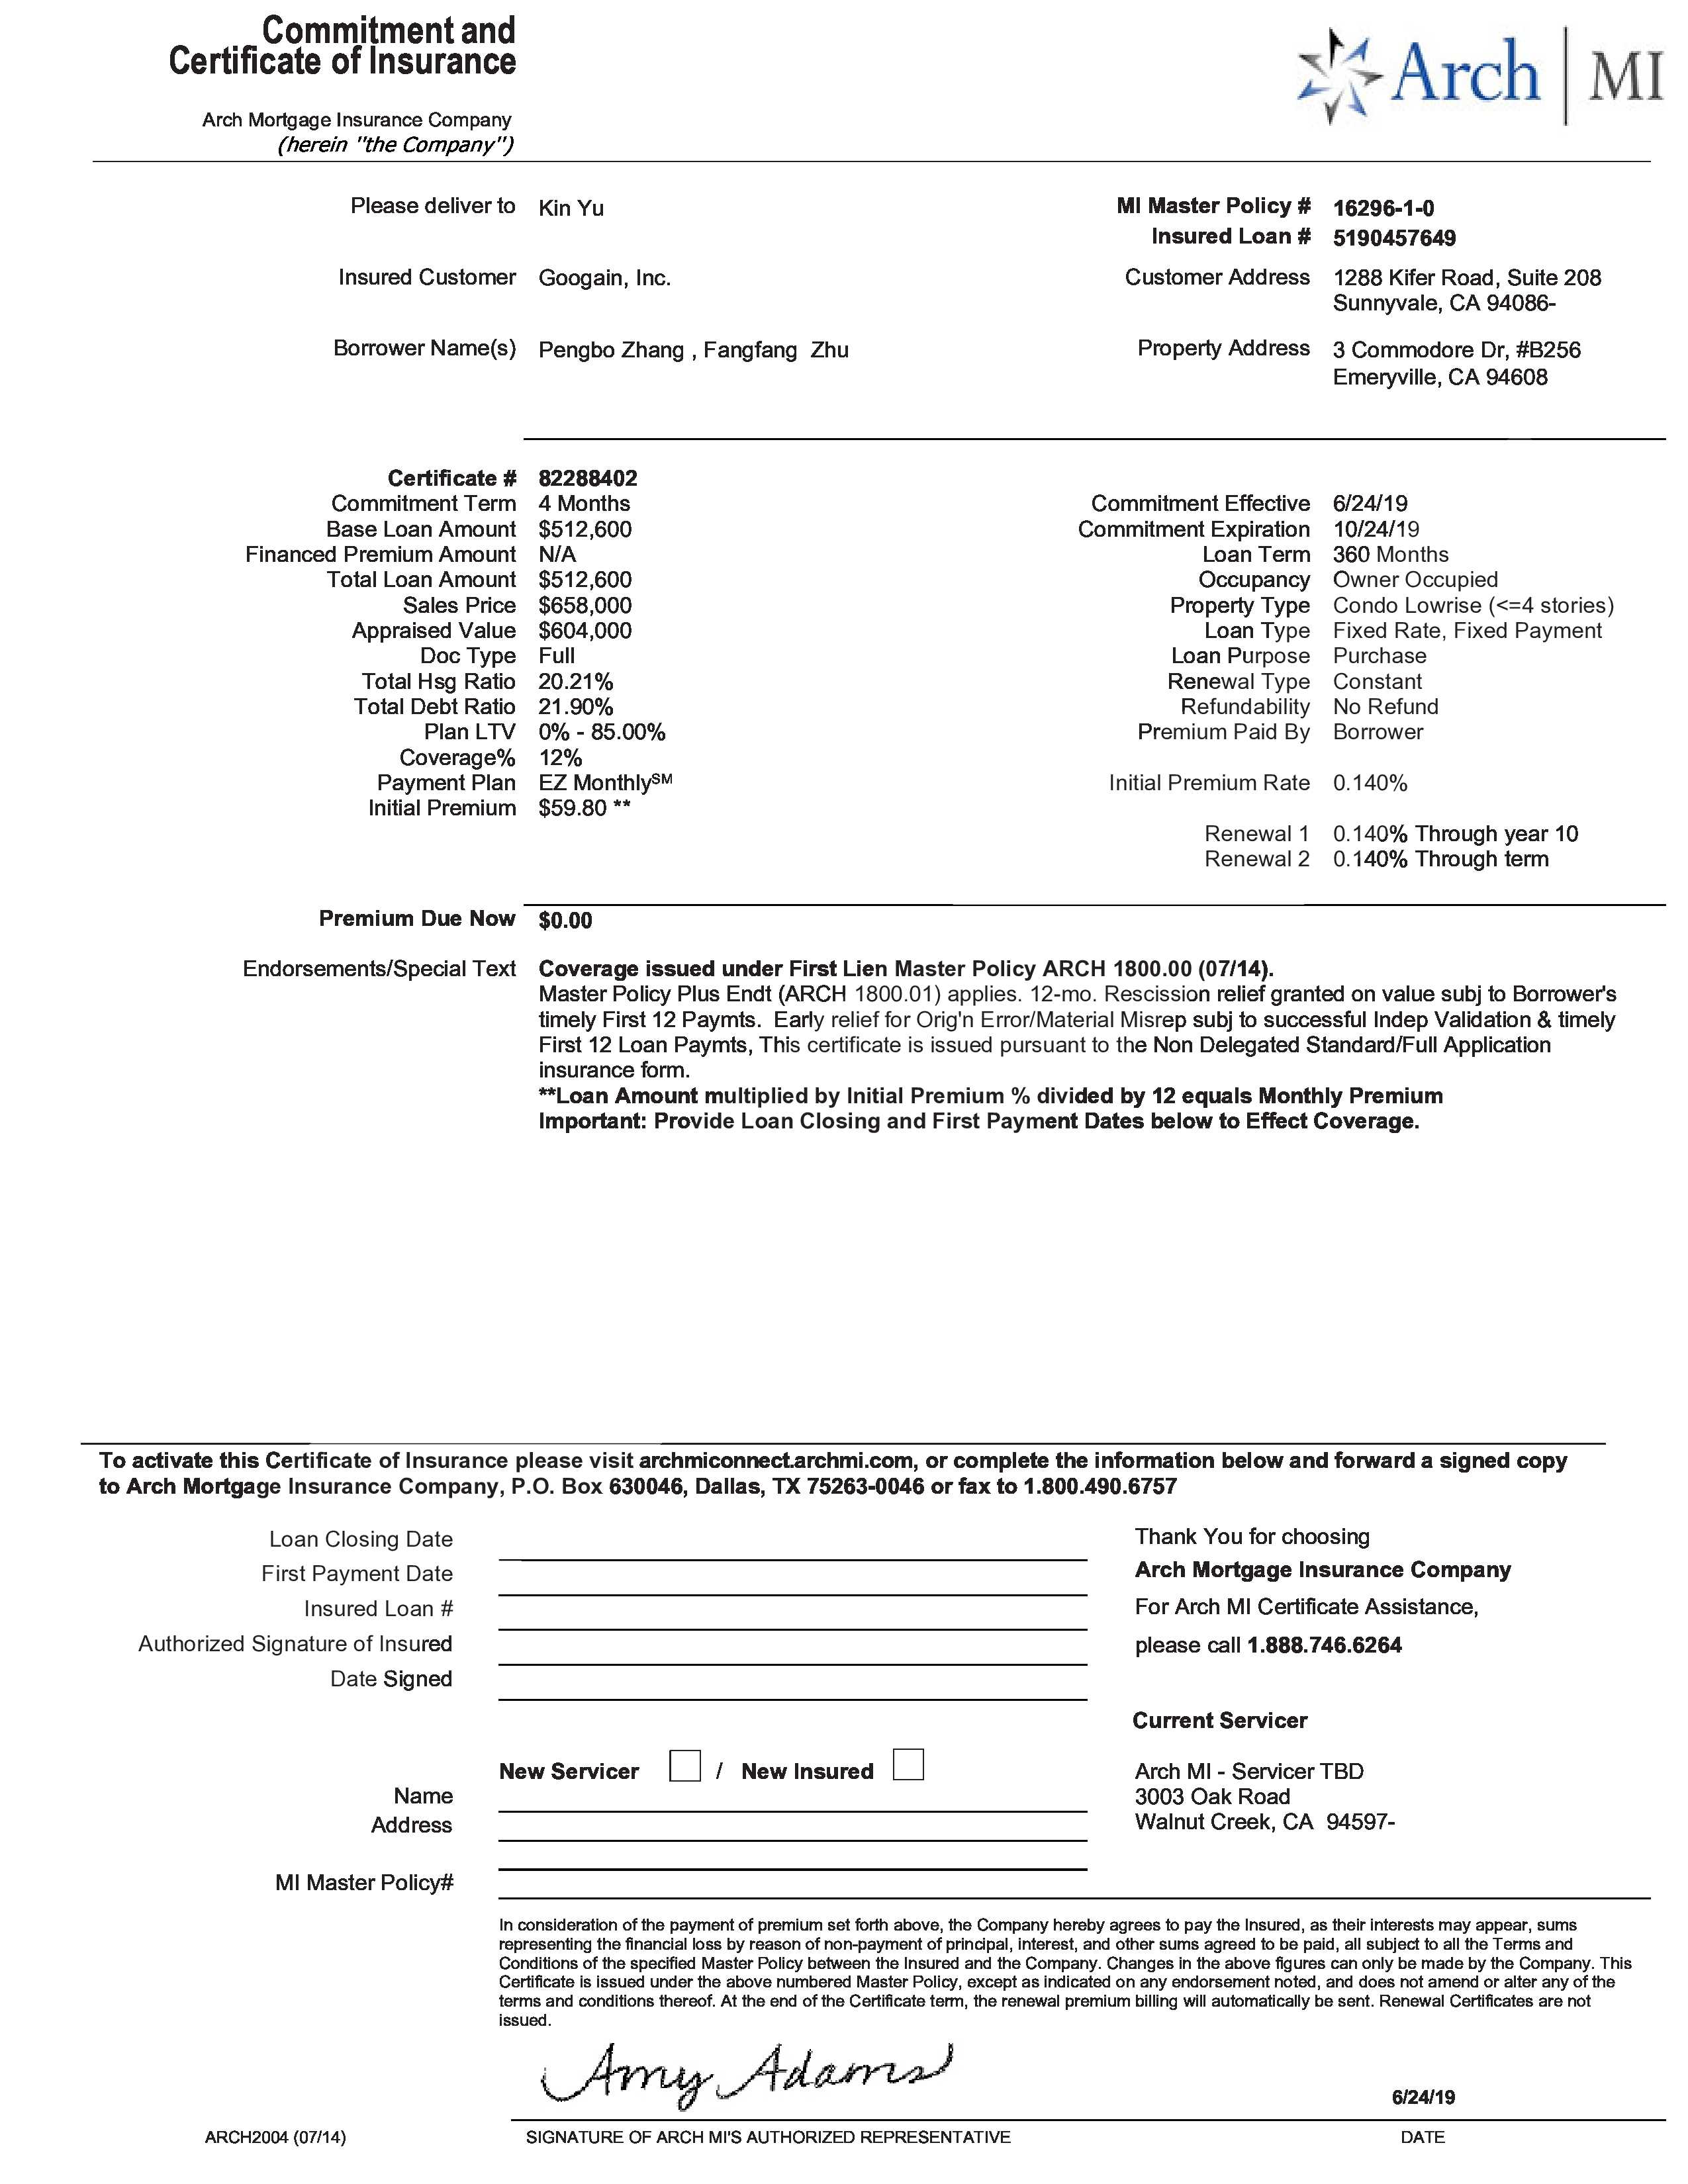 Commitment and
Certificate of Insurance
Arch | MI
Arch Mortgage Insurance Company
(herein "the Company")
Please deliver to Kin Yu
MI Master Policy # 16296-1-0
Insured Loan # 5190457649
Insured Customer Googain, Inc.
Customer Address 1288 Kifer Road, Suite 208
Sunnyvale, CA 94086-
Borrower Name(s) Pengbo Zhang , Fangfang Zhu
Property Address 3 Commodore Dr, #B256
Emeryville, CA 94608
Certificate # 82288402
Commitment Term 4 Months
Commitment Effective 6/24/19
Base Loan Amount $512,600
Commitment Expiration 10/24/19
Financed Premium Amount N/A
Loan Term 360 Months
Total Loan Amount $512,600
Occupancy Owner Occupied
Sales Price $658,000
Property Type Condo Lowrise (<=4 stories)
Appraised Value $604,000
Loan Type Fixed Rate, Fixed Payment
Doc Type Full
Loan Purpose Purchase
Total Hsg Ratio 20.21%
Renewal Type Constant
Total Debt Ratio 21.90%
Refundability No Refund
Plan LTV 0% - 85.00%
Premium Paid By Borrower
Coverage% 12%
Payment Plan EZ Monthly℠
Initial Premium Rate 0.140%
Initial Premium $59.80 **
Renewal 1 0.140% Through year 10
Renewal 2 0.140% Through term
Premium Due Now $0.00
Endorsements/Special Text Coverage issued under First Lien Master Policy ARCH 1800.00 (07/14).
Master Policy Plus Endt (ARCH 1800.01) applies. 12-mo. Rescission relief granted on value subj to Borrower's
timely First 12 Paymts. Early relief for Orig'n Error/Material Misrep subj to successful Indep Validation & timely
First 12 Loan Paymts, This certificate is issued pursuant to the Non Delegated Standard/Full Application
insurance form.
**Loan Amount multiplied by Initial Premium % divided by 12 equals Monthly Premium
Important: Provide Loan Closing and First Payment Dates below to Effect Coverage.
To activate this Certificate of Insurance please visit archmiconnect.archmi.com, or complete the information below and forward a signed copy
to Arch Mortgage Insurance Company, P.O. Box 630046, Dallas, TX 75263-0046 or fax to 1.800.490.6757
Loan Closing Date
First Payment Date
Insured Loan #
Authorized Signature of Insured
Date Signed
Thank You for choosing
Arch Mortgage Insurance Company
For Arch MI Certificate Assistance,
please call 1.888.746.6264
Current Servicer
Arch MI - Servicer TBD
3003 Oak Road
Walnut Creek, CA 94597-
New Servicer / New Insured
Name
Address
MI Master Policy#
In consideration of the payment of premium set forth above, the Company hereby agrees to pay the Insured, as their interests may appear, sums
representing the financial loss by reason of non-payment of principal, interest, and other sums agreed to be paid, all subject to all the Terms and
Conditions of the specified Master Policy between the Insured and the Company. Changes in the above figures can only be made by the Company. This
Certificate is issued under the above numbered Master Policy, except as indicated on any endorsement noted, and does not amend or alter any of the
terms and conditions thereof. At the end of the Certificate term, the renewal premium billing will automatically be sent. Renewal Certificates are not
issued.
Amy Adams
6/24/19
ARCH2004 (07/14)
SIGNATURE OF ARCH MI'S AUTHORIZED REPRESENTATIVE
DATE